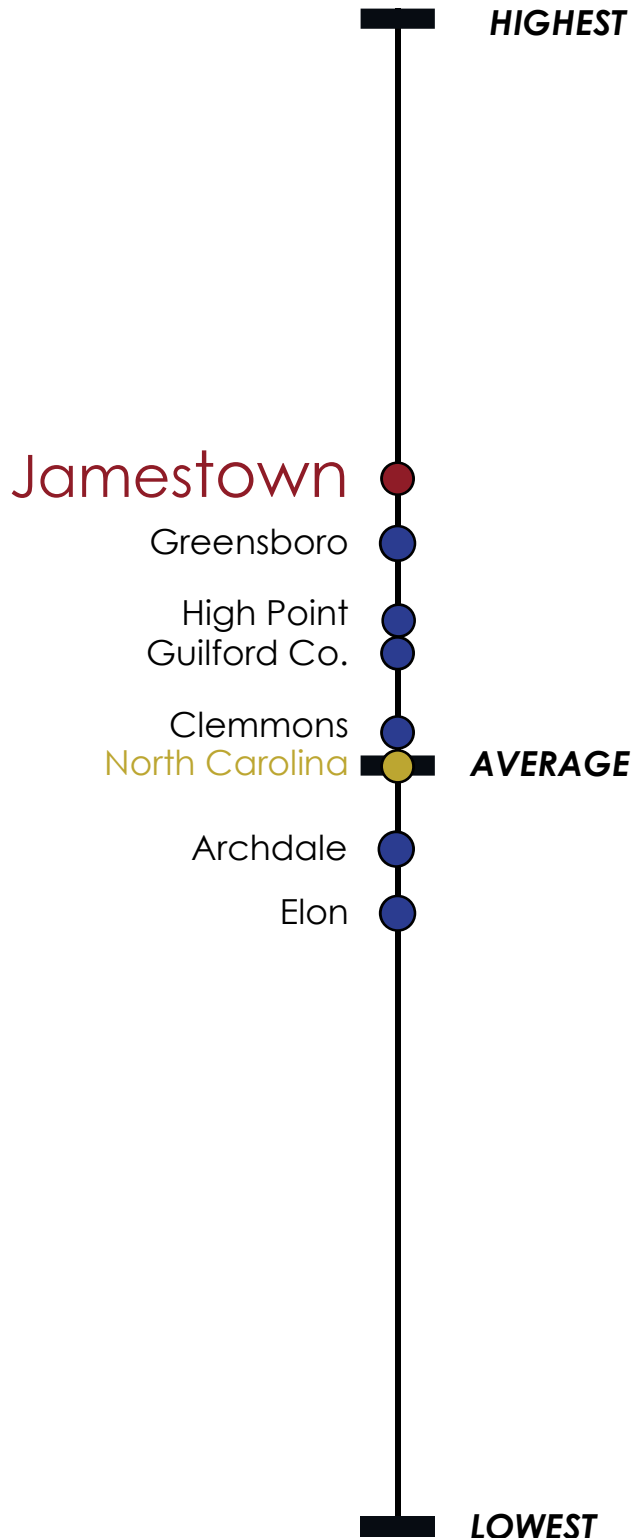 HIGHEST
Jamestown
Greensboro
High Point
Guilford Co.
Clemmons
North Carolina
AVERAGE
Archdale
Elon
LOWEST